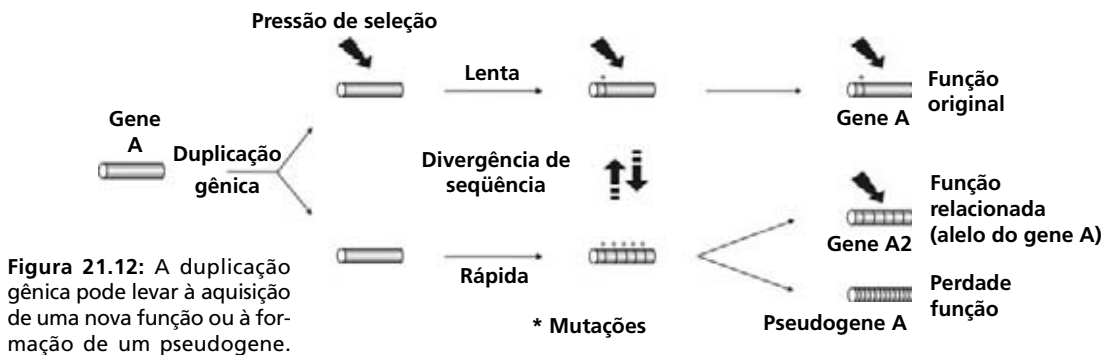 Pressão de seleção
Lenta
Gene
A
Duplicação
gênica
Divergência de
seqüência
Gene A
Função
original
Função
relacionada
(alelo do gene A)
Gene A2
Rápida
* Mutações
Pseudogene A
Perdade
função
Figura 21.12: A duplicação
gênica pode levar à aquisição
de uma nova função ou à for-
mação de um pseudogene.